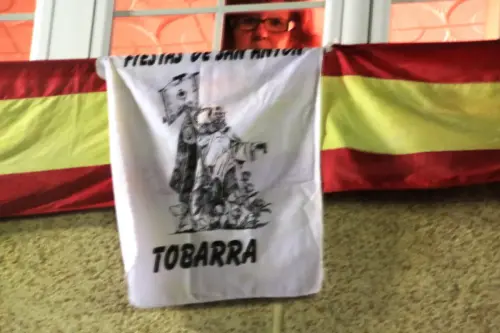 FIESTAS DE SAN ANTON
TOBARRA